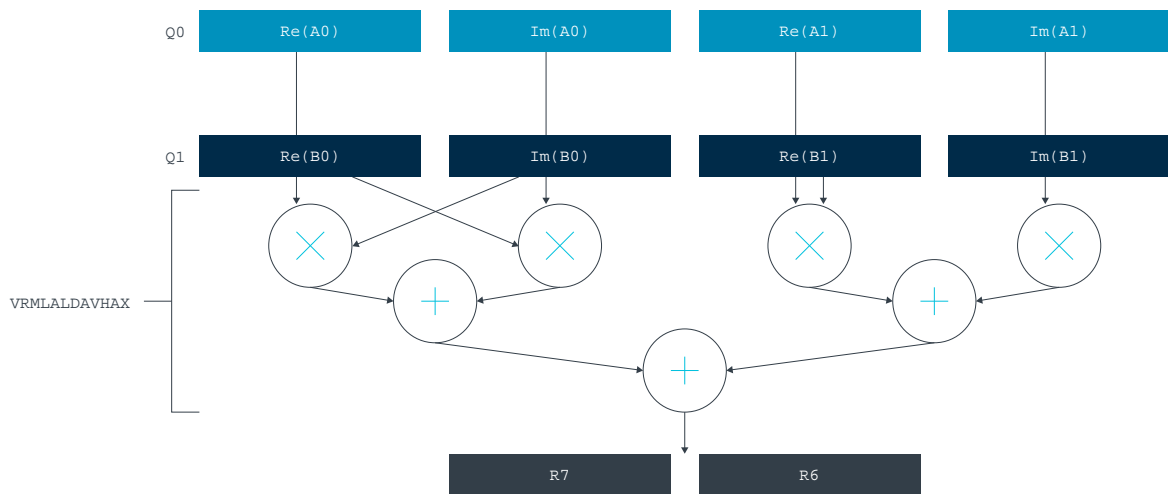 Q0 Re(A0) Im(A0) Re(A1) Im(A1)
Q1 Re(B0) Im(B0) Re(B1) Im(B1)
VRMLALDAVHAX
R7 R6